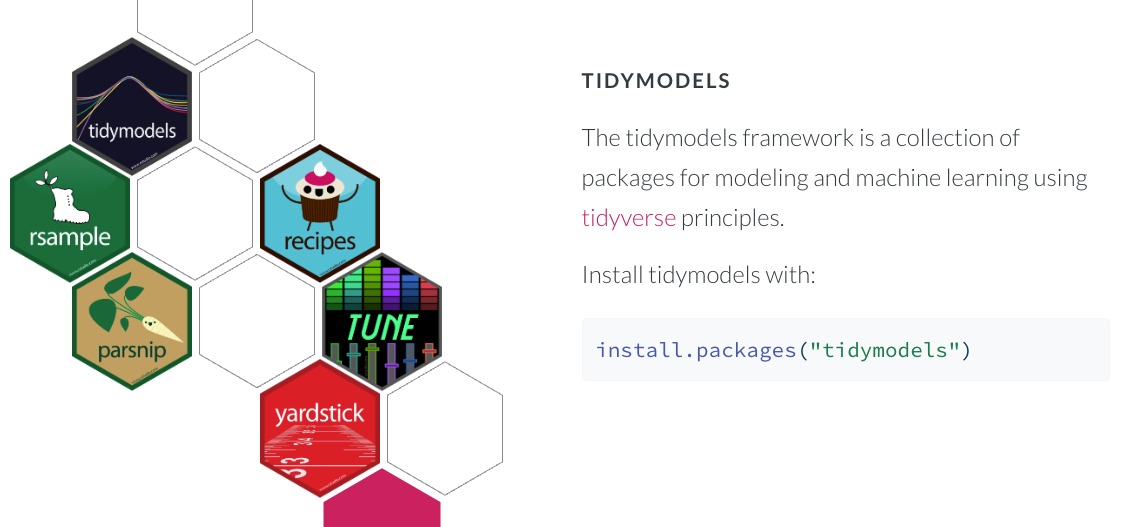 tidymodels
rsample
recipes
TUNE
parsnip
yardstick
TIDYMODELS
The tidymodels framework is a collection of
packages for modeling and machine learning using
tidyverse principles.
Install tidymodels with:
install.packages("tidymodels")